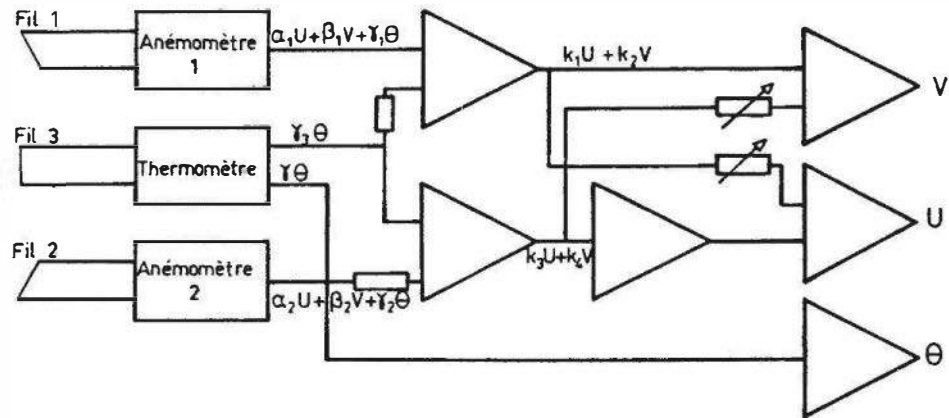 Fil 1
Anémomètre
1
α₁U+β₁V+γ₁θ
k₁U + k₂V
V
Fil 3
Thermomètre
γ₃θ
γθ
U
Fil 2
Anémomètre
2
α₂U+β₂V+γ₂θ
k₃U+k₄V
θ